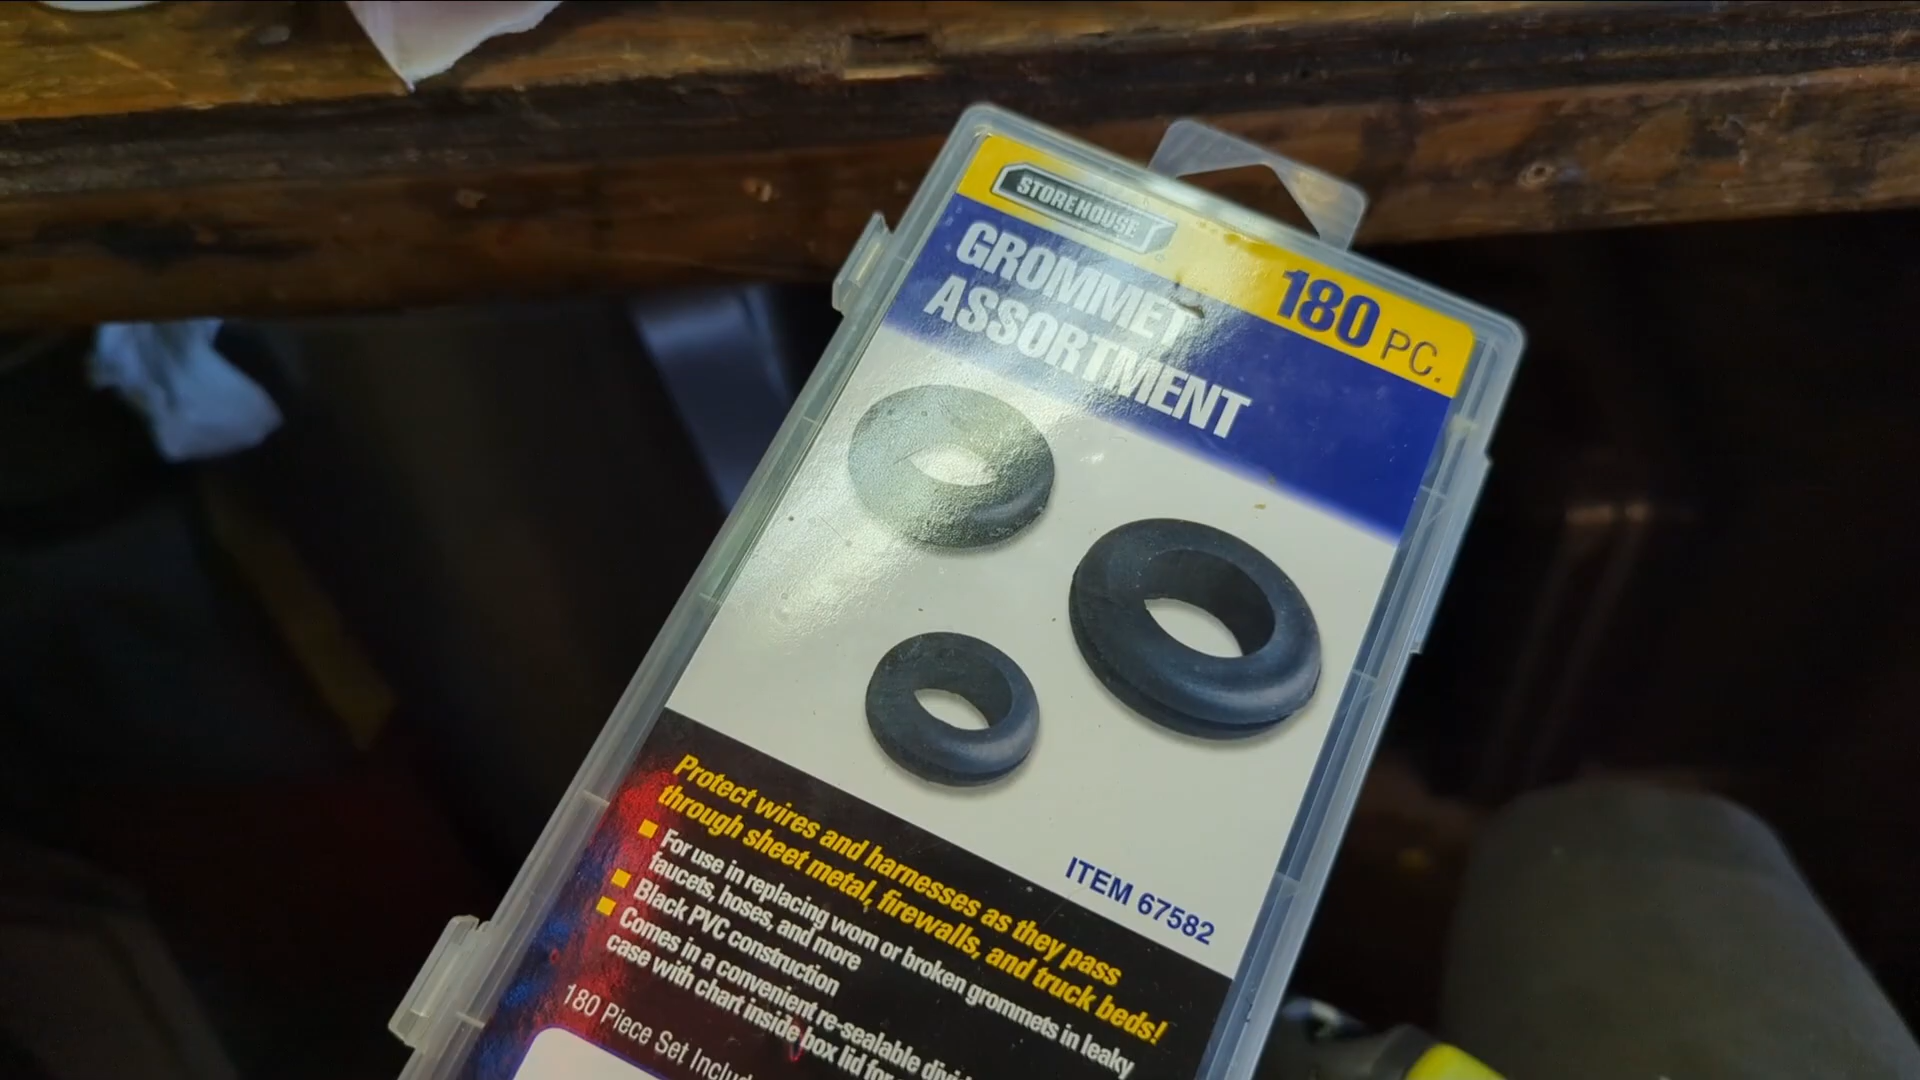 STOREHOUSE
180 PC.
GROMMET
ASSORTMENT
ITEM 67582
Protect wires and harnesses as they pass
through sheet metal, firewalls, and truck beds!
For use in replacing worn or broken grommets in leaky
faucets, hoses, and more
Black PVC construction
Comes in a convenient re-sealable
case with chart inside box lid for
180 Piece Set